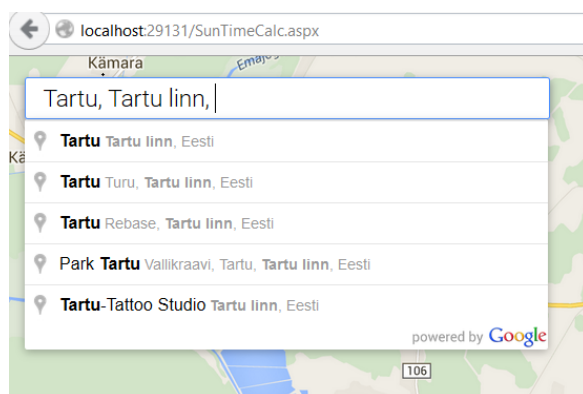 localhost:29131/SunTimeCalc.aspx
Kämara
Tartu, Tartu linn,
Tartu Tartu linn, Eesti
Tartu Turu, Tartu linn, Eesti
Tartu Rebase, Tartu linn, Eesti
Park Tartu Vallikraavi, Tartu, Tartu linn, Eesti
Tartu-Tattoo Studio Tartu linn, Eesti
powered by Google
106